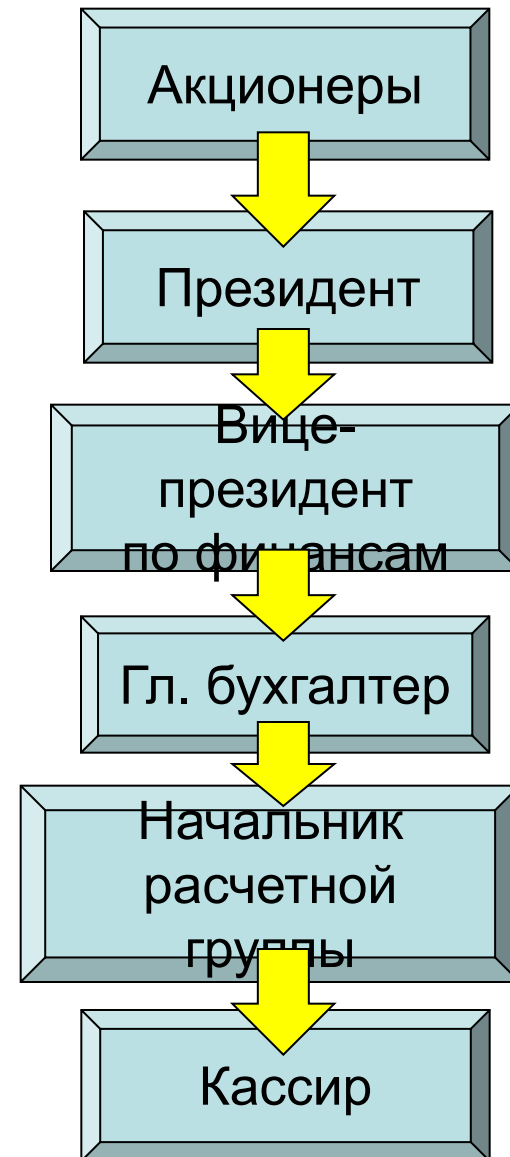 Акционеры
Президент
Вице-
президент
по финансам
Гл. бухгалтер
Начальник
расчетной
группы
Кассир